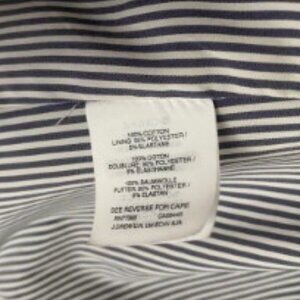 100% COTTON
LINING 95% POLYESTER /
5% ELASTANE
100% COTTON
DOUBLURE 95% POLYESTER /
5% ELASTHANNE
100% BAUMWOLLE
FUTTER 95% POLYESTER /
5% ELASTAN
SEE REVERSE FOR CARE